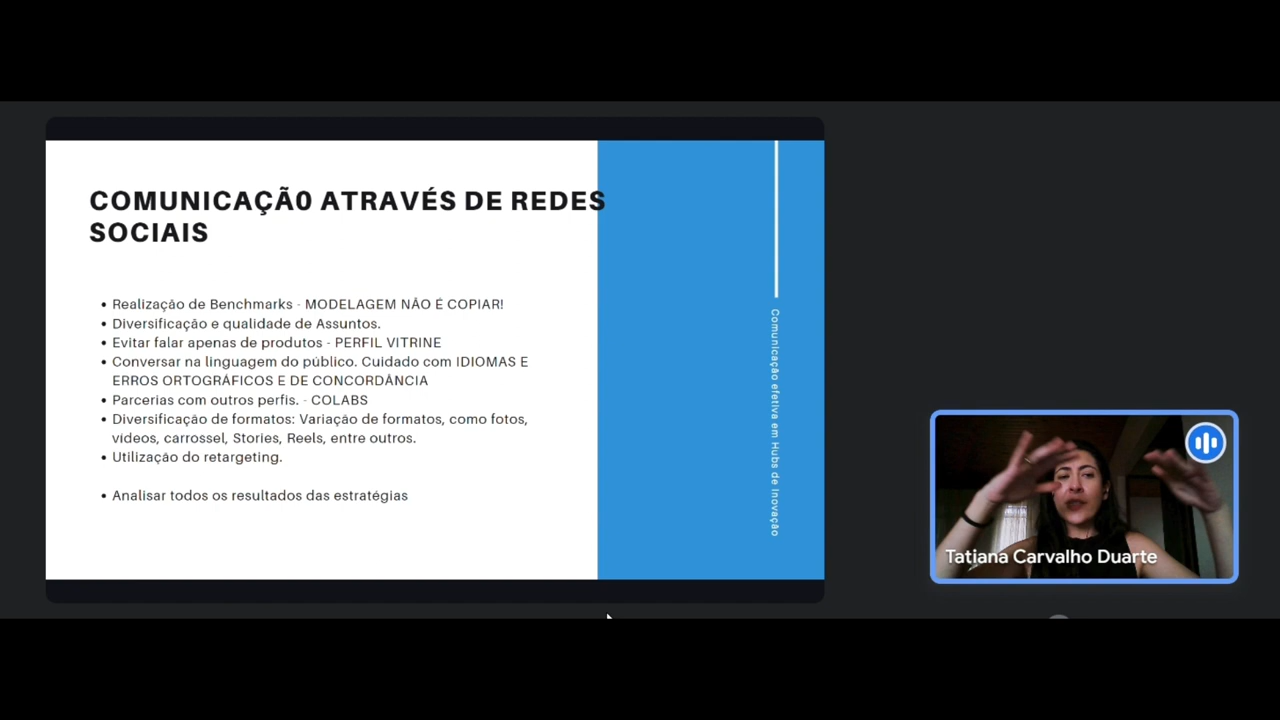 COMUNICAÇÃ0 ATRAVÉS DE REDES
SOCIAIS
• Realização de Benchmarks - MODELAGEM NÃO É COPIAR!
• Diversificação e qualidade de Assuntos.
• Evitar falar apenas de produtos - PERFIL VITRINE
• Conversar na linguagem do público. Cuidado com IDIOMAS E
ERROS ORTOGRÁFICOS E DE CONCORDÂNCIA
• Parcerias com outros perfis. - COLABS
• Diversificação de formatos: Variação de formatos, como fotos,
vídeos, carrossel, Stories, Reels, entre outros.
• Utilização do retargeting.
• Analisar todos os resultados das estratégias
Comunicação efetiva em Hubs de Inovação
Tatiana Carvalho Duarte